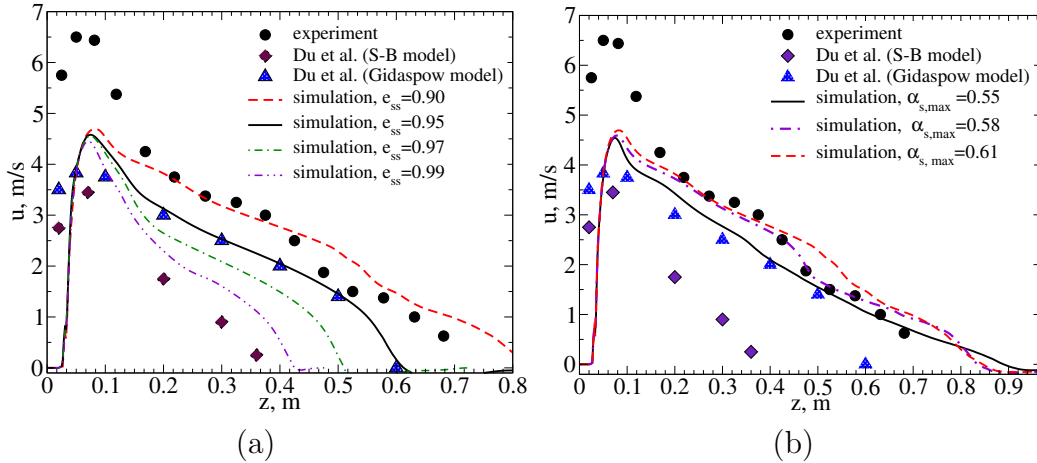 7
6
5
4
3
2
1
0
u, m/s
experiment
Du et al. (S-B model)
Du et al. (Gidaspow model)
simulation, e_ss=0.90
simulation, e_ss=0.95
simulation, e_ss=0.97
simulation, e_ss=0.99
0 0.1 0.2 0.3 0.4 0.5 0.6 0.7 0.8
z, m
(a)
7
6
5
4
3
2
1
0
u, m/s
experiment
Du et al. (S-B model)
Du et al. (Gidaspow model)
simulation, α_s,max =0.55
simulation, α_s,max =0.58
simulation, α_s, max =0.61
0 0.1 0.2 0.3 0.4 0.5 0.6 0.7 0.8 0.9
z, m
(b)